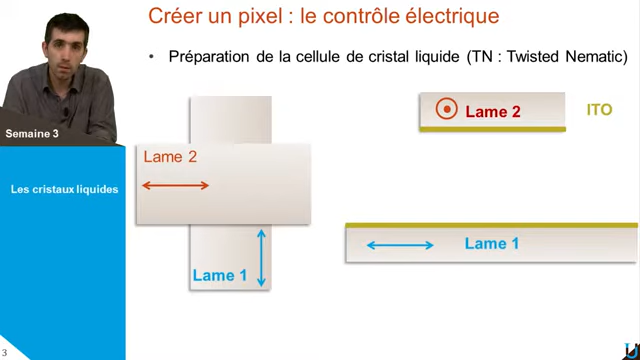 Créer un pixel : le contrôle électrique
• Préparation de la cellule de cristal liquide (TN : Twisted Nematic)
Semaine 3
Les cristaux liquides
Lame 2
Lame 1
Lame 2
ITO
Lame 1
3